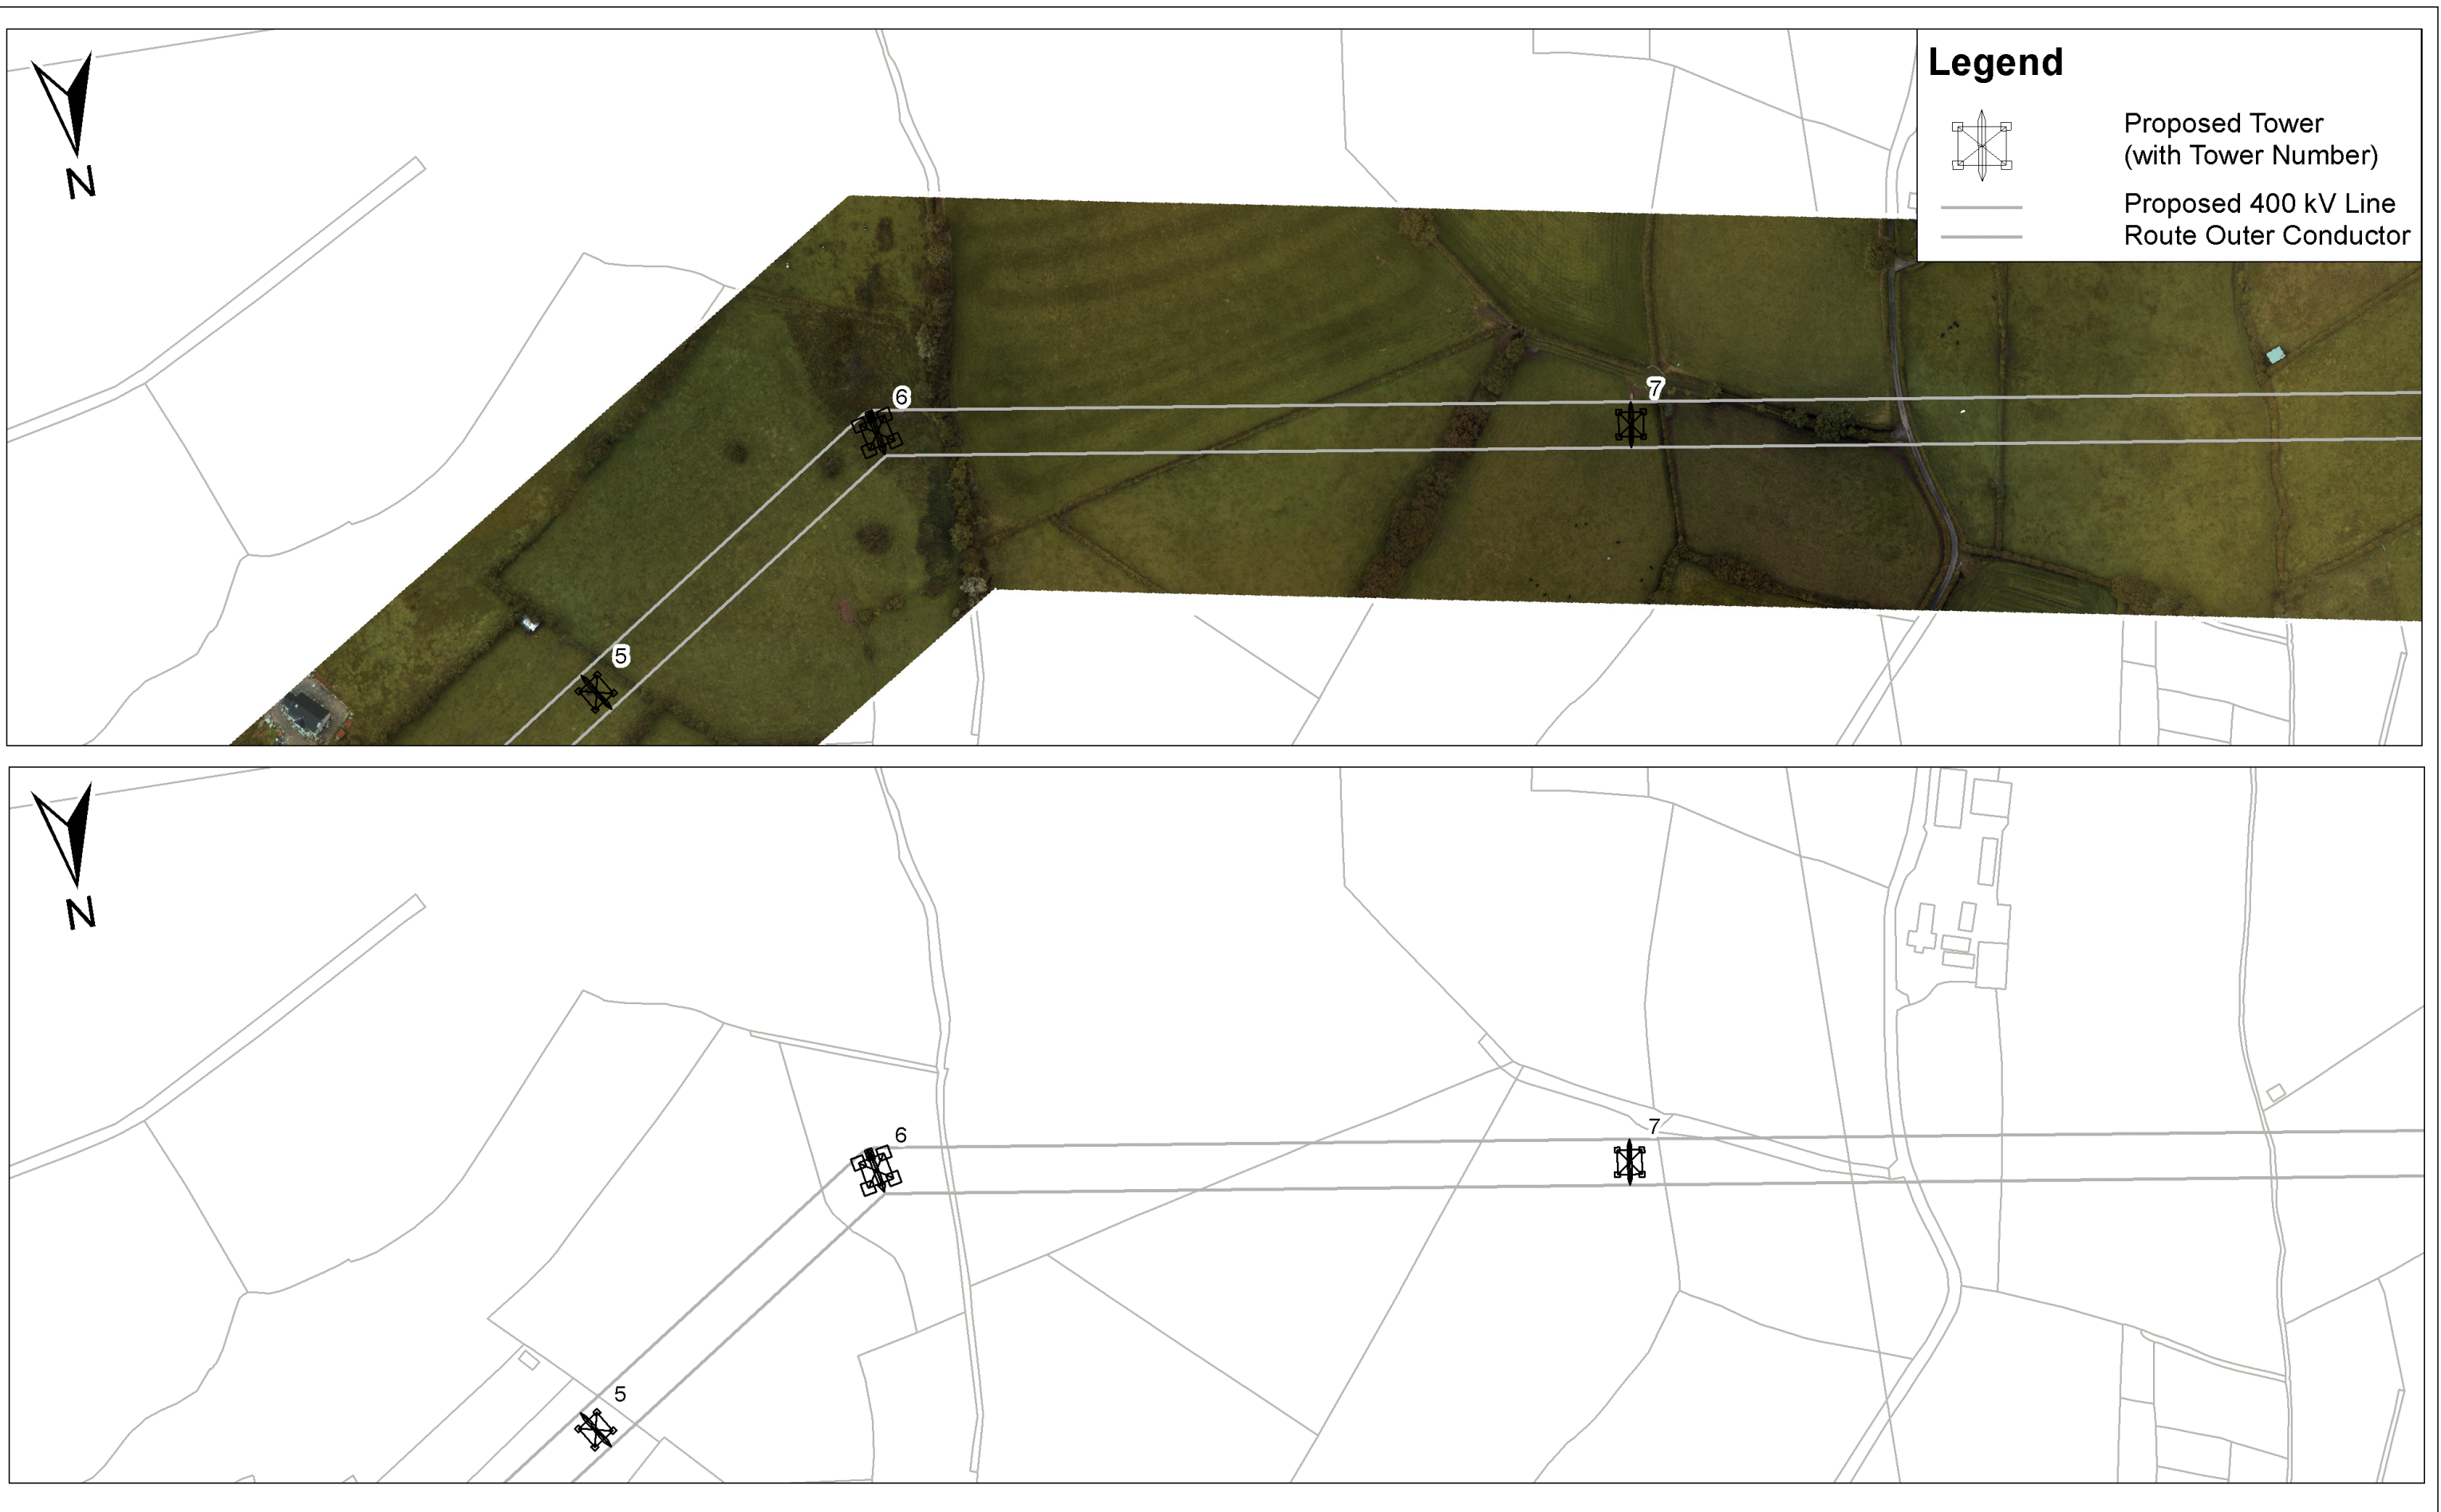 N
Legend
Proposed Tower
(with Tower Number)
Proposed 400 kV Line
Route Outer Conductor
6
7
5
N
6
7
5